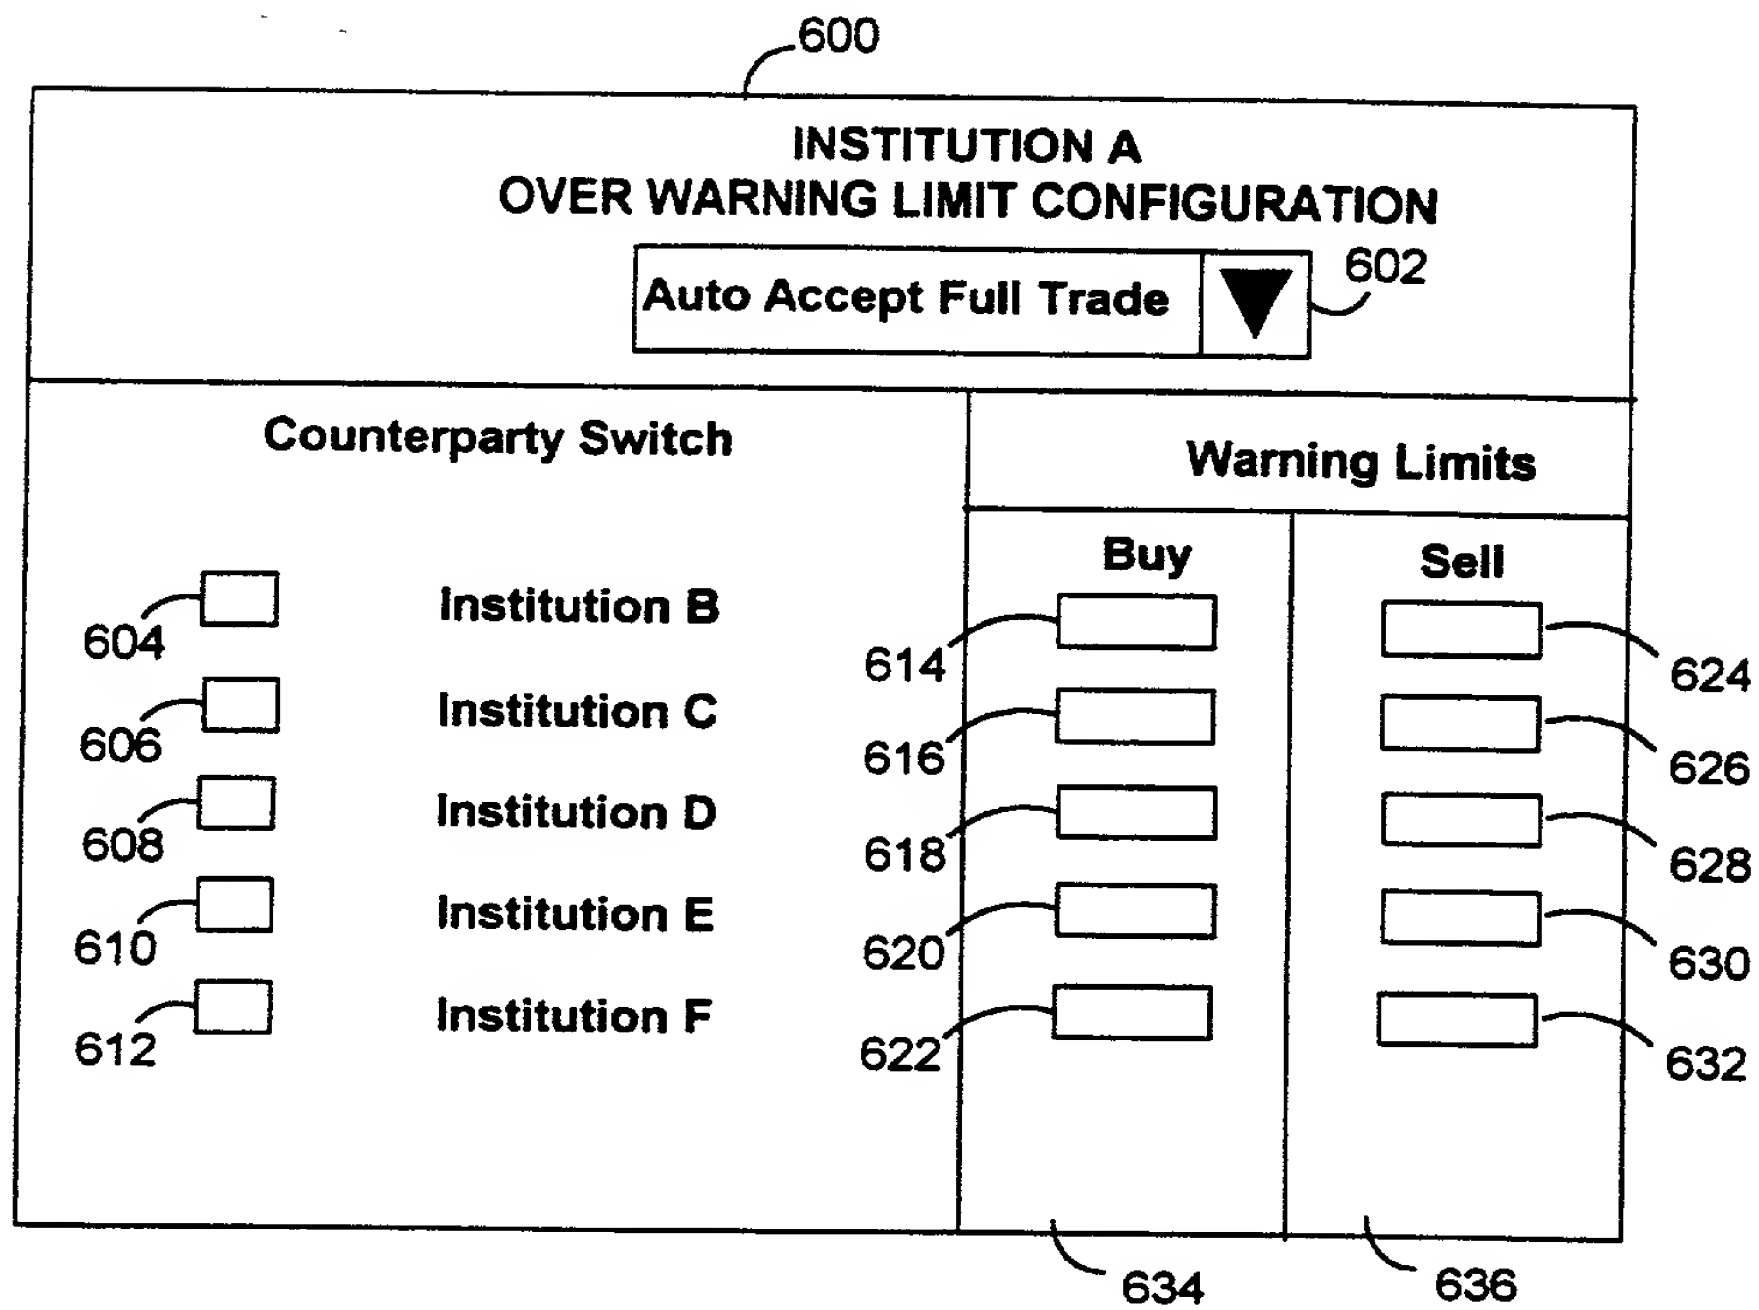 600
INSTITUTION A
OVER WARNING LIMIT CONFIGURATION
Auto Accept Full Trade
602
Counterparty Switch
Warning Limits
Buy
Sell
604
Institution B
614
624
606
Institution C
616
626
608
Institution D
618
628
610
Institution E
620
630
612
Institution F
622
632
634
636